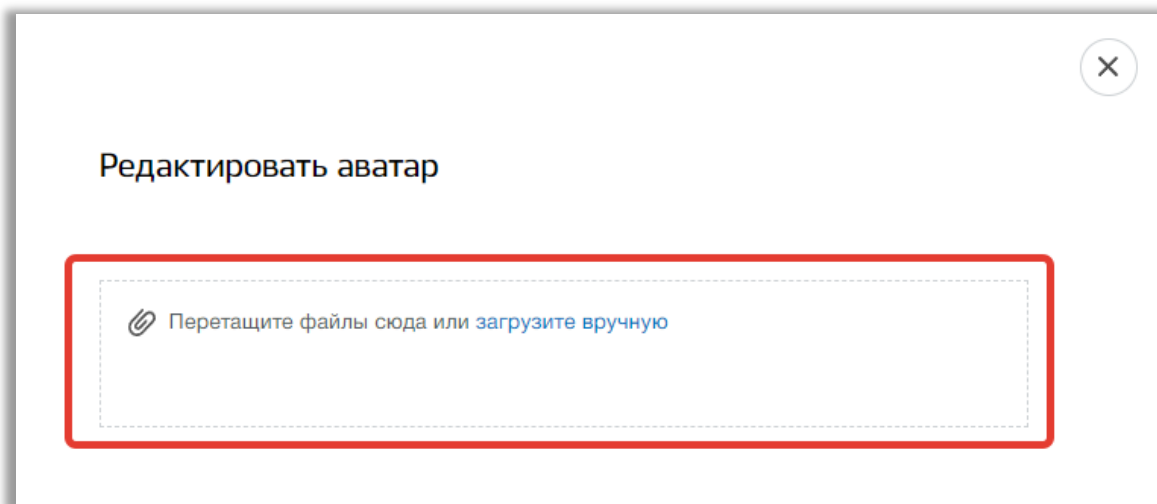 Редактировать аватар
Перетащите файлы сюда или загрузите вручную